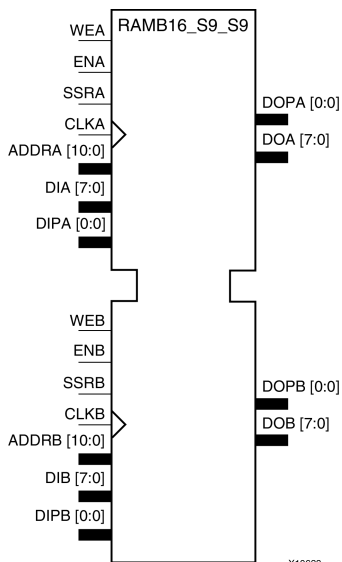 RAMB16_S9_S9
WEA
ENA
SSRA
CLKA
ADDRA [10:0]
DIA [7:0]
DIPA [0:0]
DOPA [0:0]
DOA [7:0]
WEB
ENB
SSRB
CLKB
ADDRB [10:0]
DIB [7:0]
DIPB [0:0]
DOPB [0:0]
DOB [7:0]